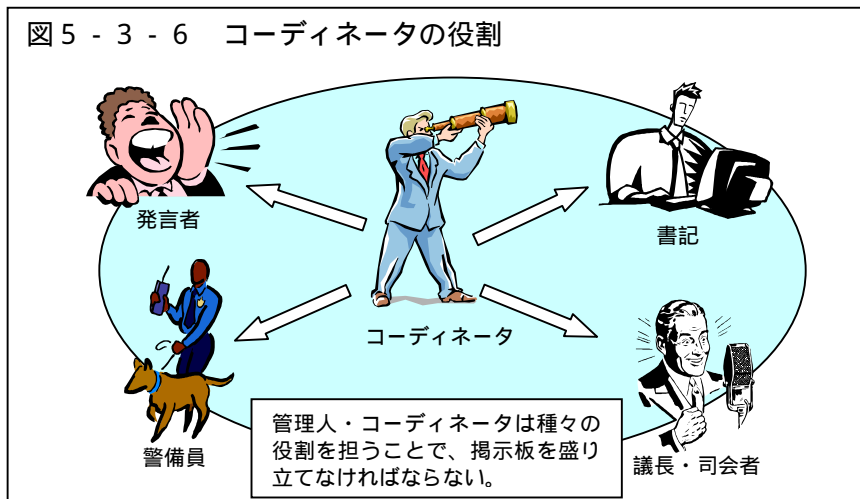 図5-3-6 コーディネータの役割
発言者
書記
コーディネータ
警備員
議長・司会者
管理人・コーディネータは種々の
役割を担うことで、掲示板を盛り
立てなければならない。